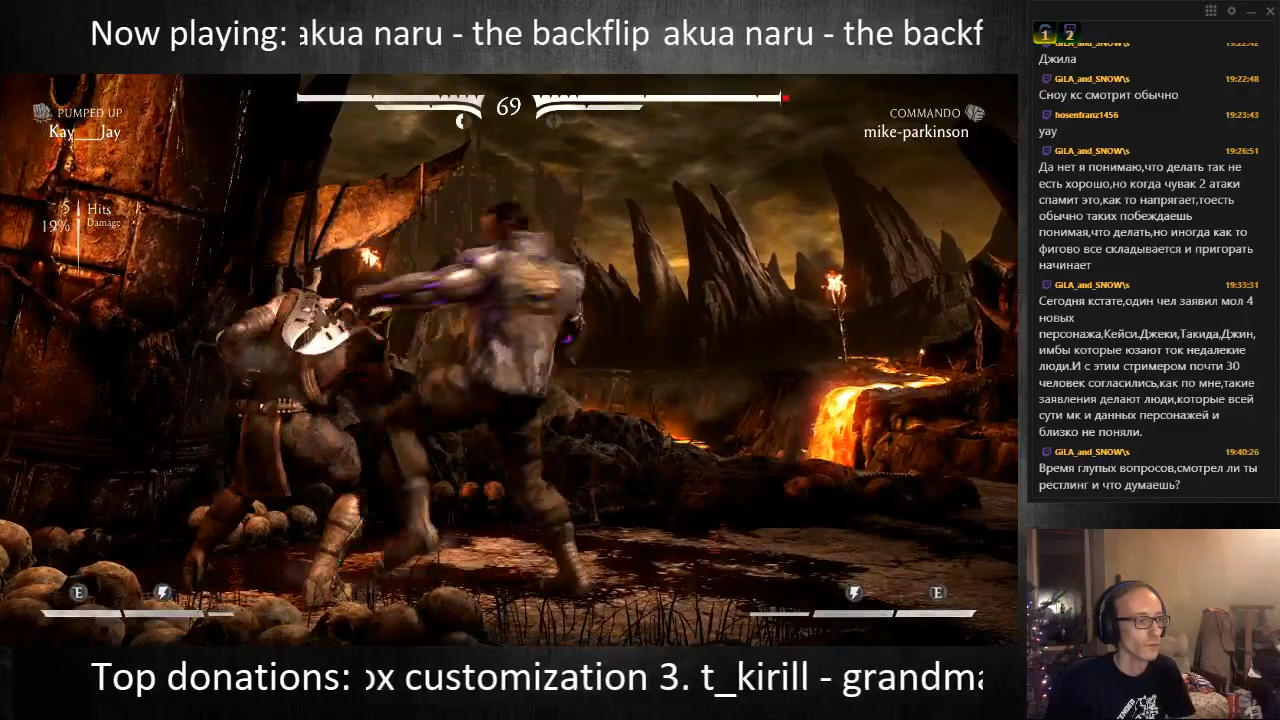 Now playing: akua naru - the backflip akua naru - the backf
PUMPED UP
Kay___Jay
69
COMMANDO
mike-parkinson
5 Hits
19% Damage
E
E
Top donations: ox customization 3. t_kirill - grandma
1 2
GiLA_and_SNOW\s 19:22:42
Джила
GiLA_and_SNOW\s 19:22:48
Сноу кс смотрит обычно
hosenfranz1456 19:23:43
yay
GiLA_and_SNOW\s 19:26:51
Да нет я понимаю,что делать так не
есть хорошо,но когда чувак 2 атаки
спамит это,как то напрягает,тоесть
обычно таких побеждаешь
понимая,что делать,но иногда как то
фигово все складывается и пригорать
начинает
GiLA_and_SNOW\s 19:33:31
Сегодня кстате,один чел заявил мол 4
новых
персонажа,Кейси.Джеки,Такида,Джин,
имбы которые юзают ток недалекие
люди.И с этим стримером почти 30
человек согласились,как по мне,такие
заявления делают люди,которые всей
сути мк и данных персонажей и
близко не поняли.
GiLA_and_SNOW\s 19:40:26
Время глупых вопросов,смотрел ли ты
рестлинг и что думаешь?